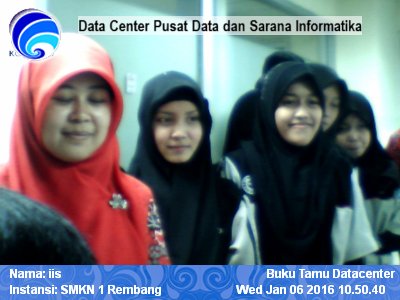 Data Center Pusat Data dan Sarana Informatika
Nama: iis
Buku Tamu Datacenter
Instansi: SMKN 1 Rembang
Wed Jan 06 2016 10.50.40